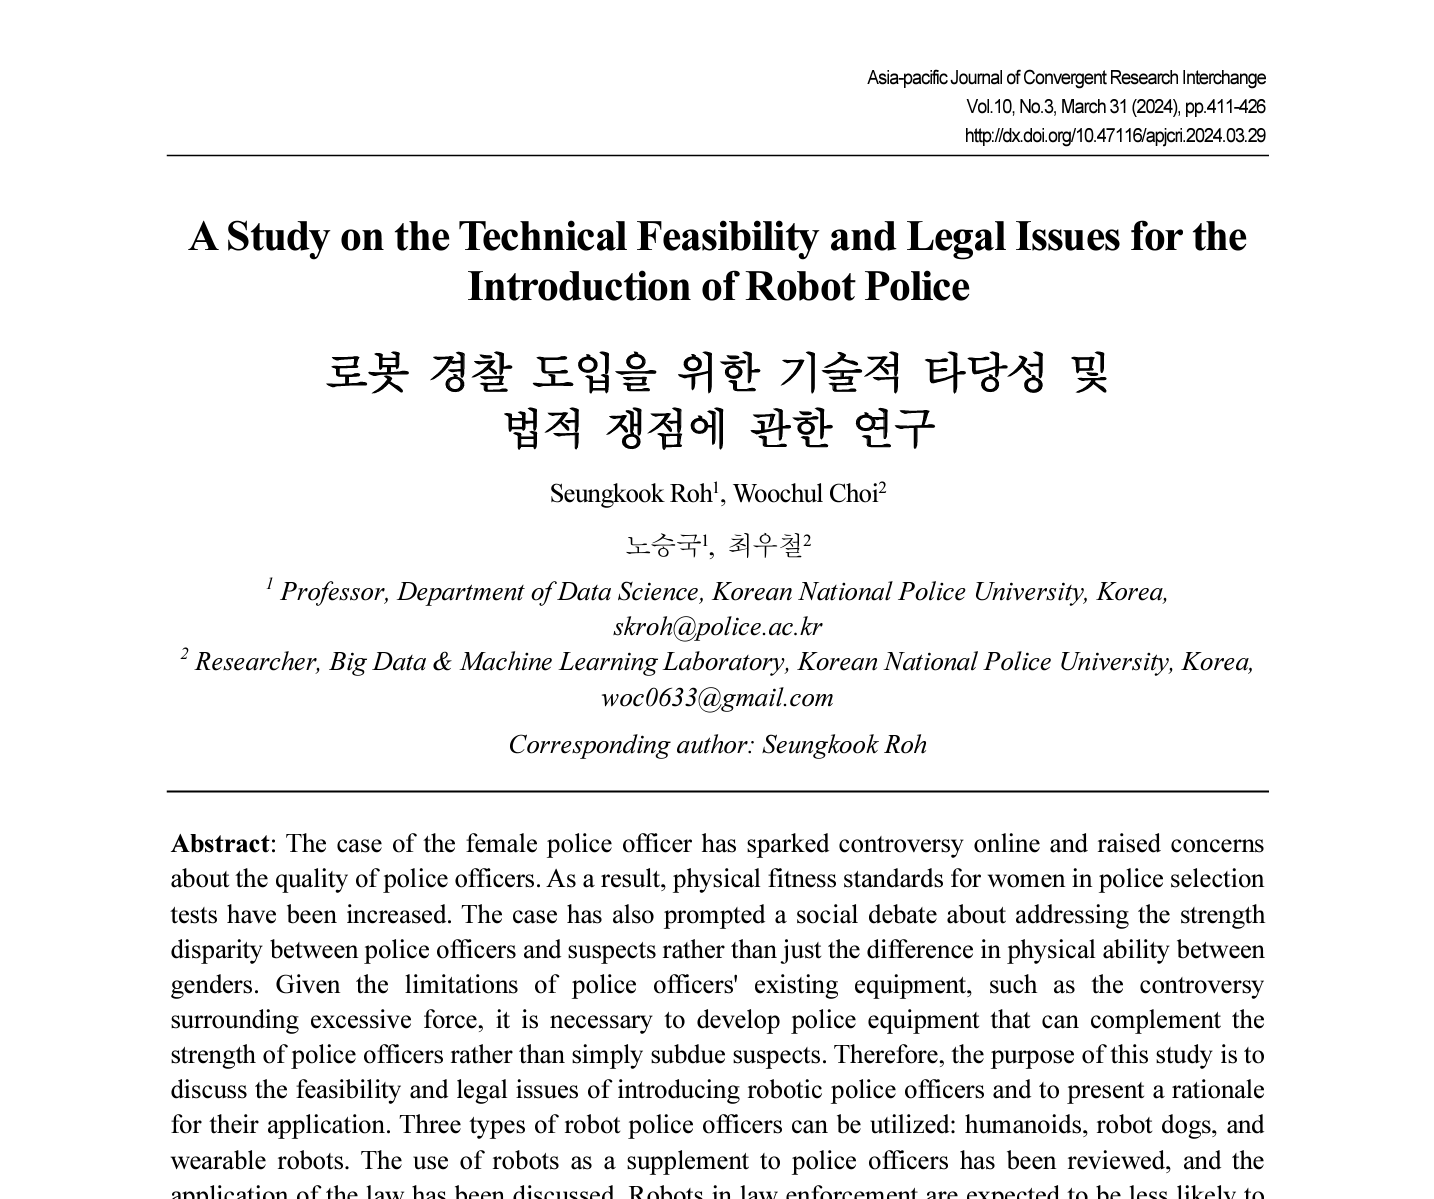 Asia-pacific Journal of Convergent Research Interchange
Vol.10, No.3, March 31 (2024), pp.411-426
http://dx.doi.org/10.47116/apjcri.2024.03.29
A Study on the Technical Feasibility and Legal Issues for the
Introduction of Robot Police
로봇 경찰 도입을 위한 기술적 타당성 및
법적 쟁점에 관한 연구
Seungkook Roh¹, Woochul Choi²
노승국¹, 최우철²
¹ Professor, Department of Data Science, Korean National Police University, Korea,
skroh@police.ac.kr
² Researcher, Big Data & Machine Learning Laboratory, Korean National Police University, Korea,
woc0633@gmail.com
Corresponding author: Seungkook Roh
Abstract: The case of the female police officer has sparked controversy online and raised concerns
about the quality of police officers. As a result, physical fitness standards for women in police selection
tests have been increased. The case has also prompted a social debate about addressing the strength
disparity between police officers and suspects rather than just the difference in physical ability between
genders. Given the limitations of police officers' existing equipment, such as the controversy
surrounding excessive force, it is necessary to develop police equipment that can complement the
strength of police officers rather than simply subdue suspects. Therefore, the purpose of this study is to
discuss the feasibility and legal issues of introducing robotic police officers and to present a rationale
for their application. Three types of robot police officers can be utilized: humanoids, robot dogs, and
wearable robots. The use of robots as a supplement to police officers has been reviewed, and the
application of the law has been discussed. Robots in law enforcement are expected to be less likely to